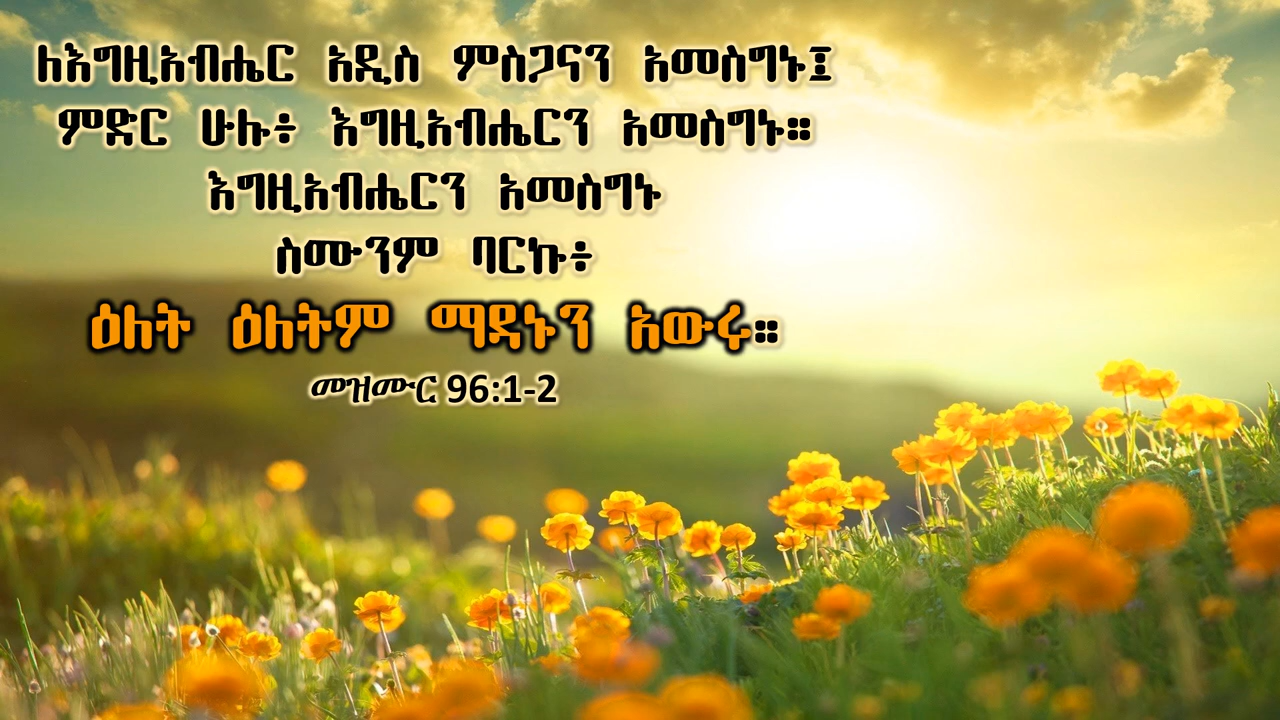 ለእግዚአብሔር አዲስ ምስጋናን አመስግኑ፤
ምድር ሁሉ፥ እግዚአብሔርን አመስግኑ።
እግዚአብሔርን አመስግኑ
ስሙንም ባርኩ፥
ዕለት ዕለትም ማዳኑን አውሩ።
መዝሙር 96:1-2